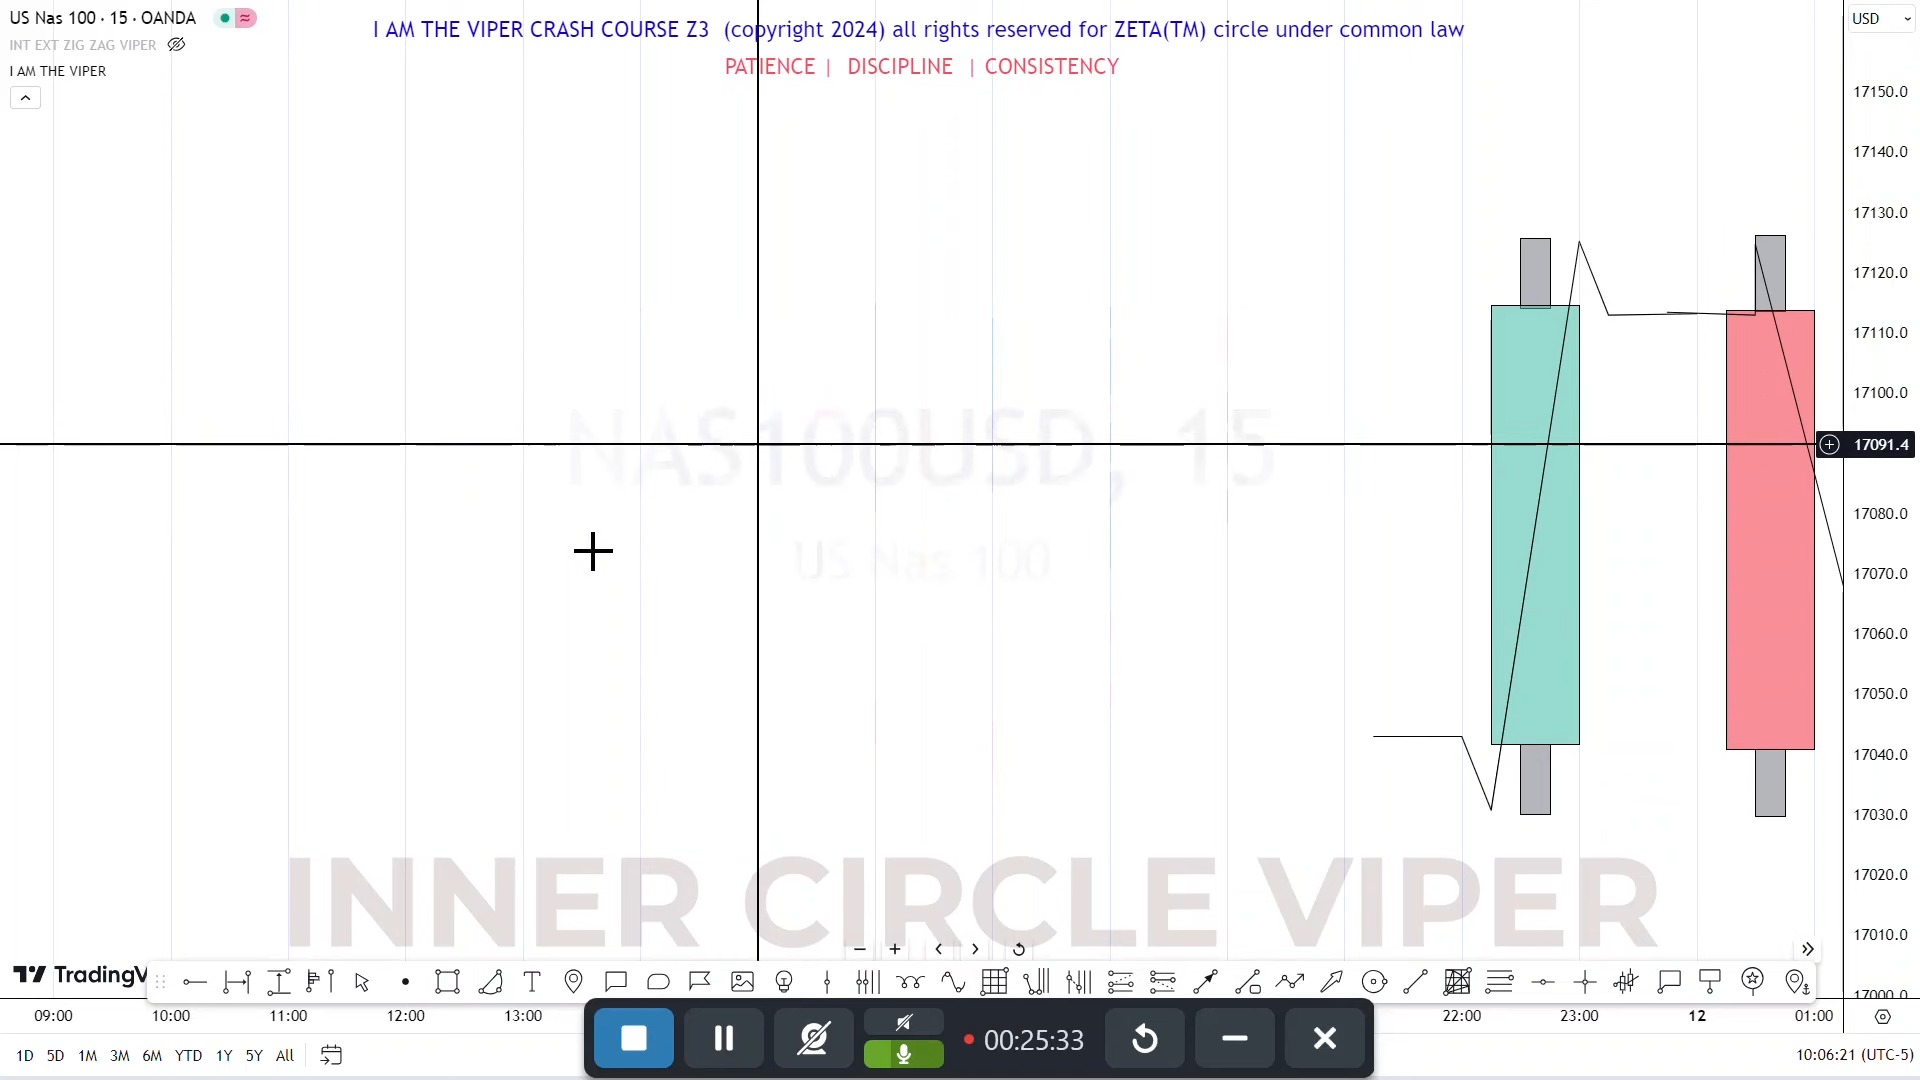 US Nas 100 · 15 · OANDA
INT EXT ZIG ZAG VIPER
I AM THE VIPER
I AM THE VIPER CRASH COURSE Z3 (copyright 2024) all rights reserved for ZETA(TM) circle under common law
PATIENCE | DISCIPLINE | CONSISTENCY
USD
17150.0
17140.0
17130.0
17120.0
17110.0
17100.0
17091.4
17080.0
17070.0
17060.0
17050.0
17040.0
17030.0
17020.0
17010.0
17000.0
NAS100USD, 15
US Nas 100
INNER CIRCLE VIPER
TradingV
09:00 10:00 11:00 12:00 13:00 22:00 23:00 12 01:00
00:25:33
1D 5D 1M 3M 6M YTD 1Y 5Y All
10:06:21 (UTC-5)